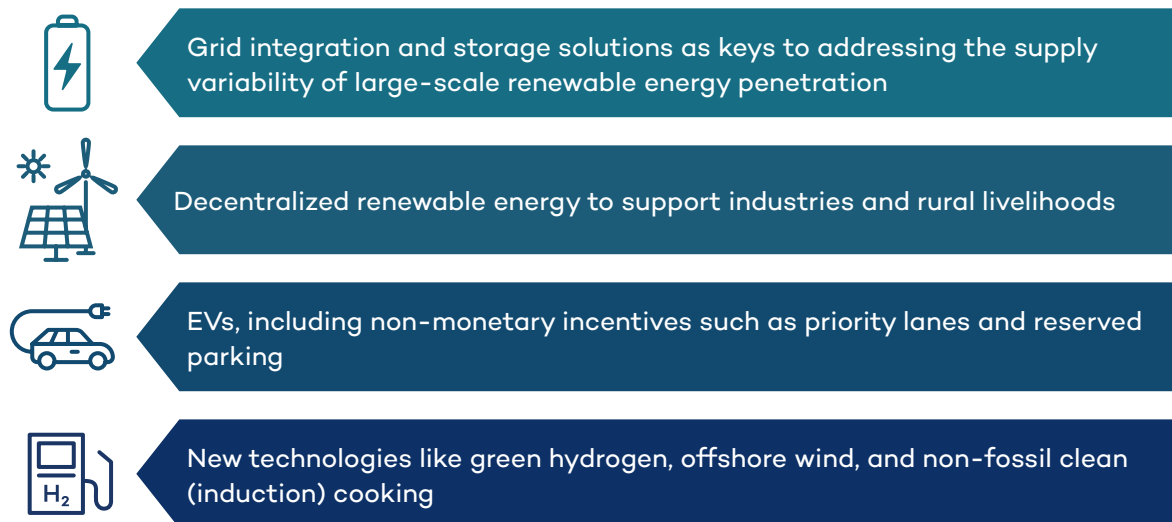 Grid integration and storage solutions as keys to addressing the supply
variability of large-scale renewable energy penetration
Decentralized renewable energy to support industries and rural livelihoods
EVs, including non-monetary incentives such as priority lanes and reserved
parking
H₂
New technologies like green hydrogen, offshore wind, and non-fossil clean
(induction) cooking